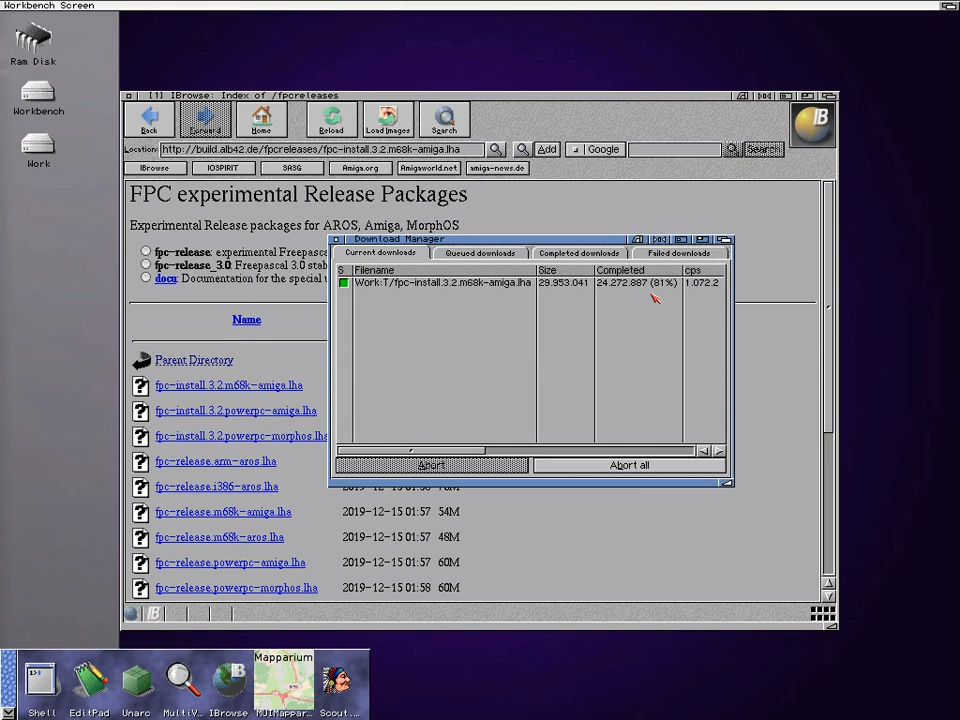 Workbench Screen
Ram Disk
Workbench
Work
[1] IBrowse: Index of /fpcreleases
Back
Forward
Home
Reload
Load Images
Search
IB
Location: http://build.alb42.de/fpcreleases/fpc-install.3.2.m68k-amiga.lha
Add
Google
Search
IBrowse
IOSPIRIT
SASG
Amiga.org
Amigaworld.net
amiga-news.de
FPC experimental Release Packages
Experimental Release packages for AROS, Amiga, MorphOS
fpc-release: experimental Freepasca
fpc-release_3.0: Freepascal 3.0 stab
docu: Documentation for the special u
Name
Parent Directory
fpc-install.3.2.m68k-amiga.lha
fpc-install.3.2.powerpc-amiga.lha
fpc-install.3.2.powerpc-morphos.lha
fpc-release.arm-aros.lha
fpc-release.i386-aros.lha
fpc-release.m68k-amiga.lha 2019-12-15 01:57 54M
fpc-release.m68k-aros.lha 2019-12-15 01:57 48M
fpc-release.powerpc-amiga.lha 2019-12-15 01:57 60M
fpc-release.powerpc-morphos.lha 2019-12-15 01:58 60M
Download Manager
Current downloads
Queued downloads
Completed downloads
Failed downloads
S Filename Size Completed cps
Work:T/fpc-install.3.2.m68k-amiga.lha 29.953.041 24.272.887 (81%) 1.072.2
Abort
Abort all
IB
Mapparium
Shell
EditPad
Unarc
MultiV...
IBrowse
MUIMappar...
Scout...